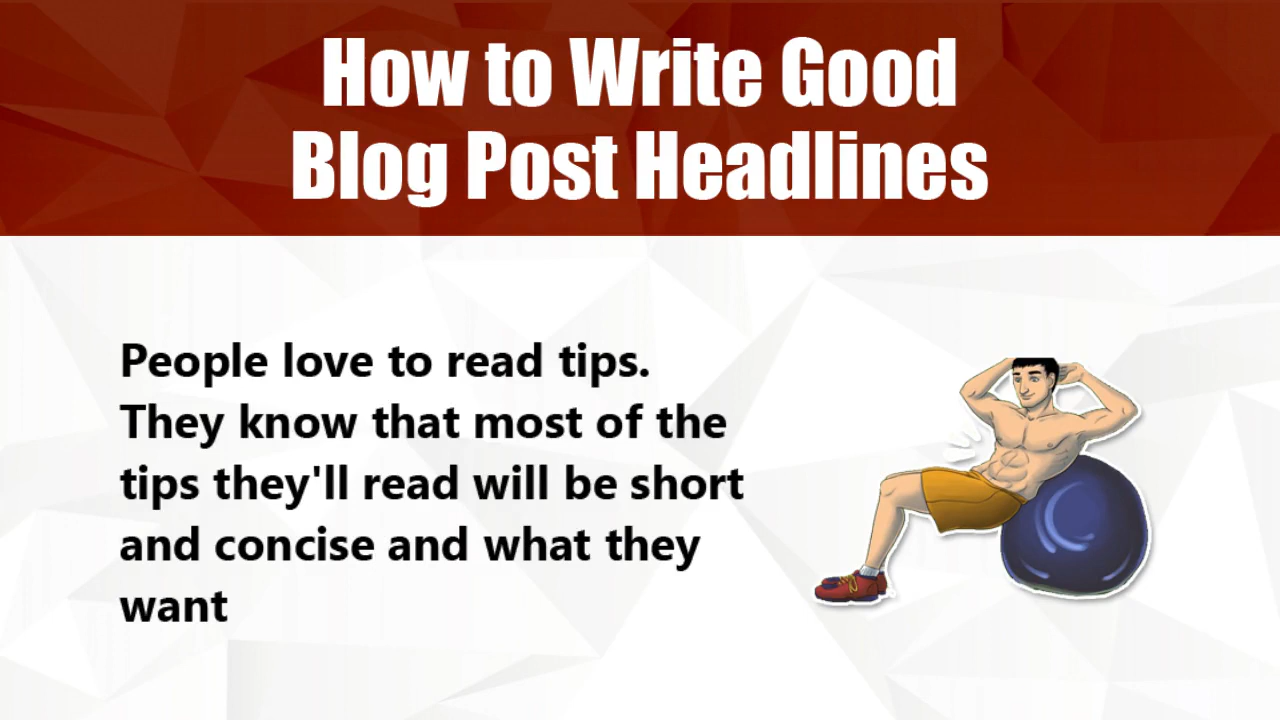 How to Write Good
Blog Post Headlines
People love to read tips.
They know that most of the
tips they'll read will be short
and concise and what they
want